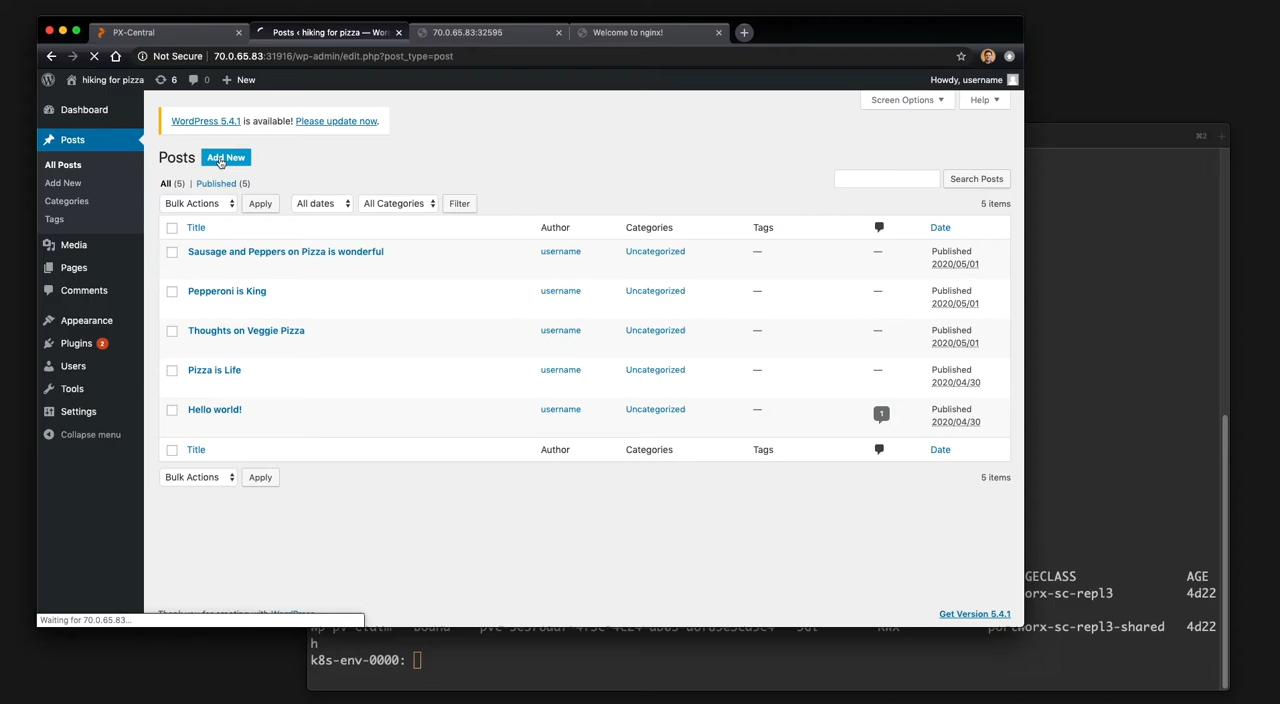 PX-Central
Posts ‹ hiking for pizza — Wor
70.0.65.83:32595
Welcome to nginx!
Not Secure | 70.0.65.83:31916/wp-admin/edit.php?post_type=post
hiking for pizza 6 0 + New
Howdy, username
Dashboard
Posts
All Posts
Add New
Categories
Tags
Media
Pages
Comments
Appearance
Plugins 2
Users
Tools
Settings
Collapse menu
Screen Options
Help
WordPress 5.4.1 is available! Please update now.
Posts Add New
All (5) | Published (5)
Search Posts
Bulk Actions Apply All dates All Categories Filter 5 items
Title Author Categories Tags Date
Sausage and Peppers on Pizza is wonderful username Uncategorized — — Published
2020/05/01
Pepperoni is King username Uncategorized — — Published
2020/05/01
Thoughts on Veggie Pizza username Uncategorized — — Published
2020/05/01
Pizza is Life username Uncategorized — — Published
2020/04/30
Hello world! username Uncategorized — 1 Published
2020/04/30
Title Author Categories Tags Date
Bulk Actions Apply 5 items
Get Version 5.4.1
Waiting for 70.0.65.83...
⌘2 +
GECLASS AGE
worx-sc-repl3 4d22
portworx-sc-repl3-shared 4d22
h
k8s-env-0000: